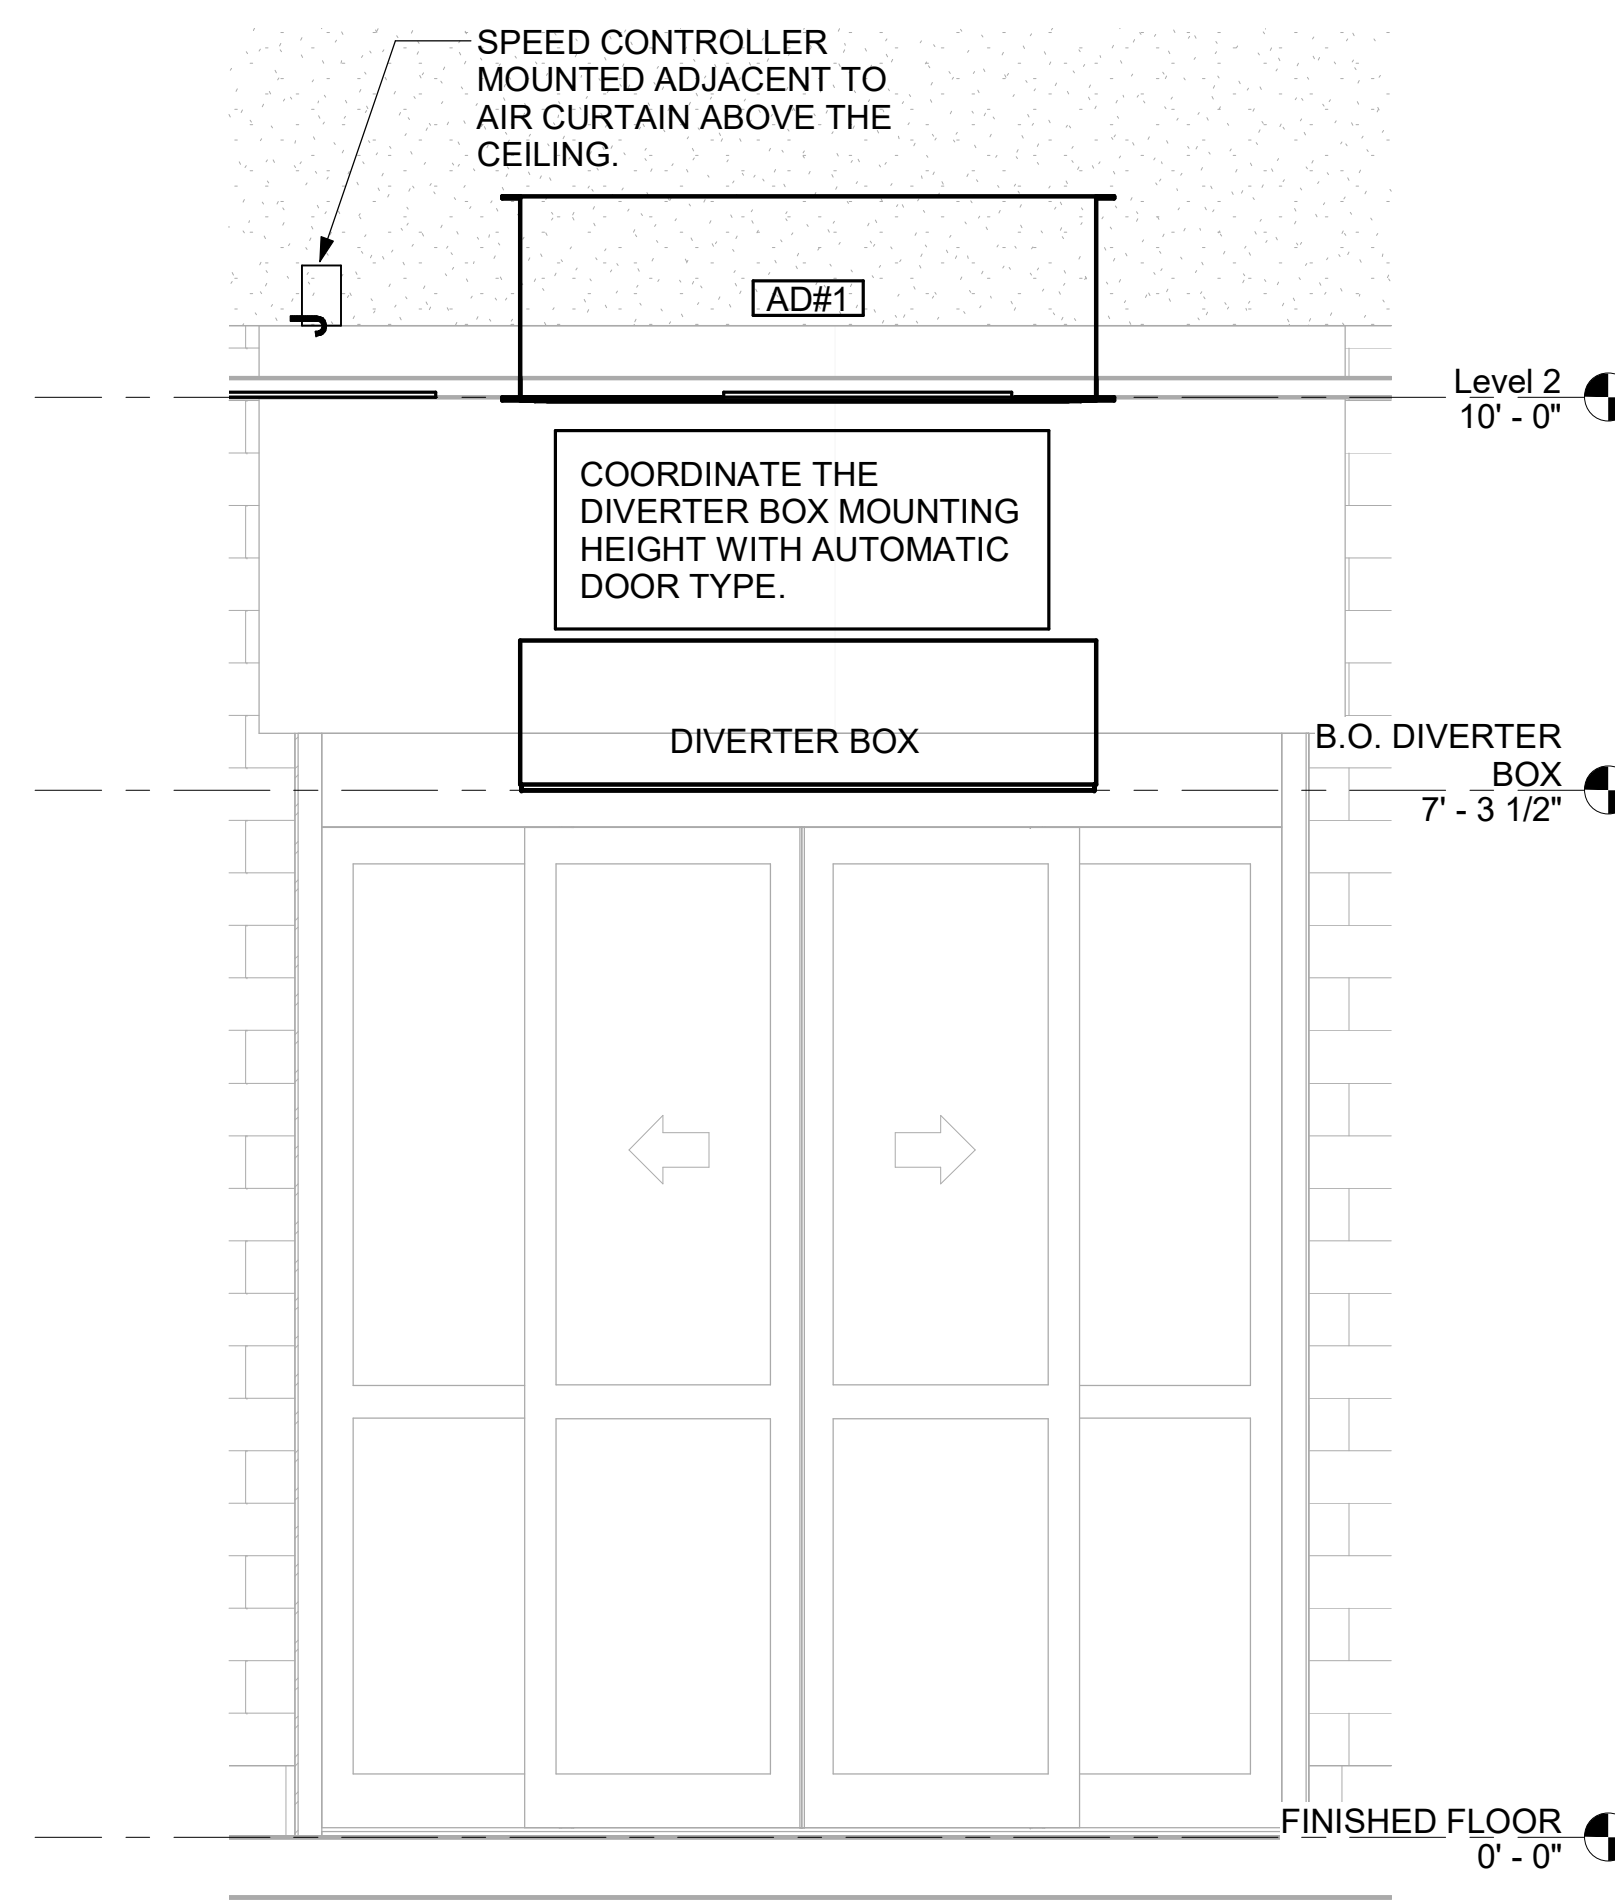 SPEED CONTROLLER
MOUNTED ADJACENT TO
AIR CURTAIN ABOVE THE
CEILING.
AD#1
Level 2
10' - 0"
COORDINATE THE
DIVERTER BOX MOUNTING
HEIGHT WITH AUTOMATIC
DOOR TYPE.
DIVERTER BOX
B.O. DIVERTER
BOX
7' - 3 1/2"
FINISHED FLOOR
0' - 0"